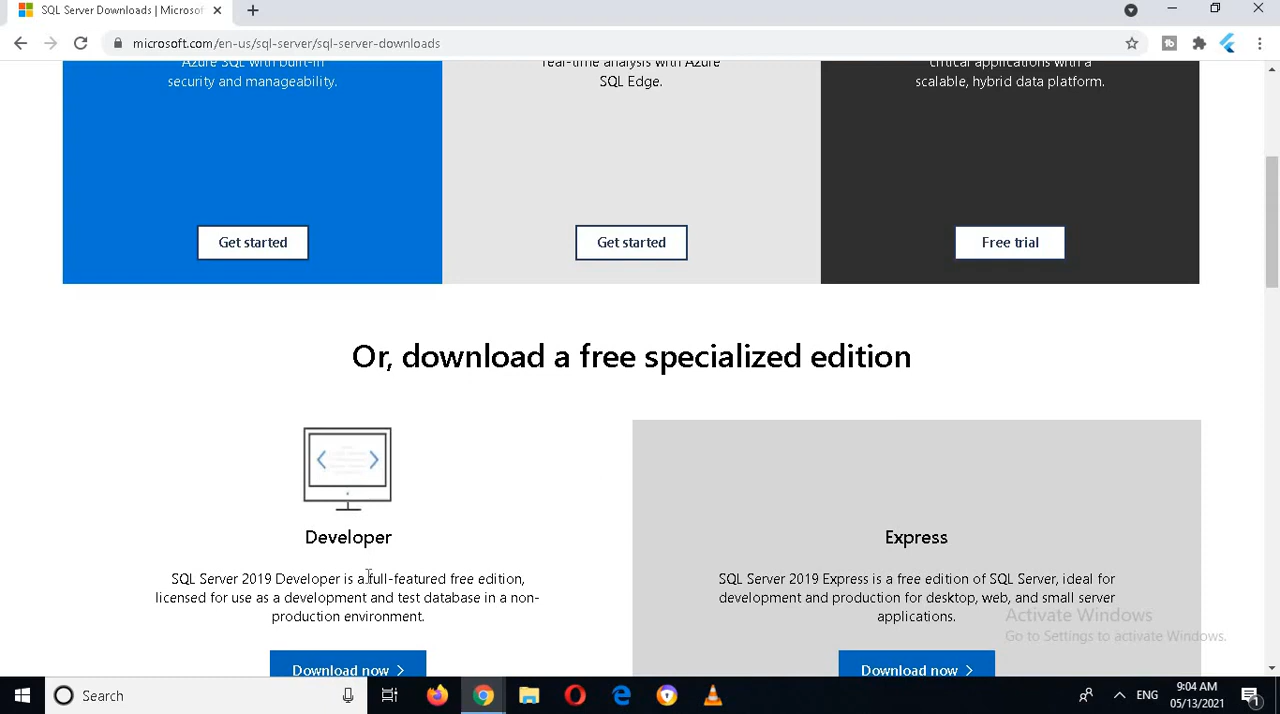 SQL Server Downloads | Microsof
microsoft.com/en-us/sql-server/sql-server-downloads
Azure SQL with built-in
security and manageability.
real-time analysis with Azure
SQL Edge.
critical applications with a
scalable, hybrid data platform.
Get started
Get started
Free trial
Or, download a free specialized edition
Developer
SQL Server 2019 Developer is a full-featured free edition,
licensed for use as a development and test database in a non-
production environment.
Download now
Express
SQL Server 2019 Express is a free edition of SQL Server, ideal for
development and production for desktop, web, and small server
applications.
Download now
Activate Windows
Go to Settings to activate Windows.
Search
ENG
9:04 AM
05/13/2021
1